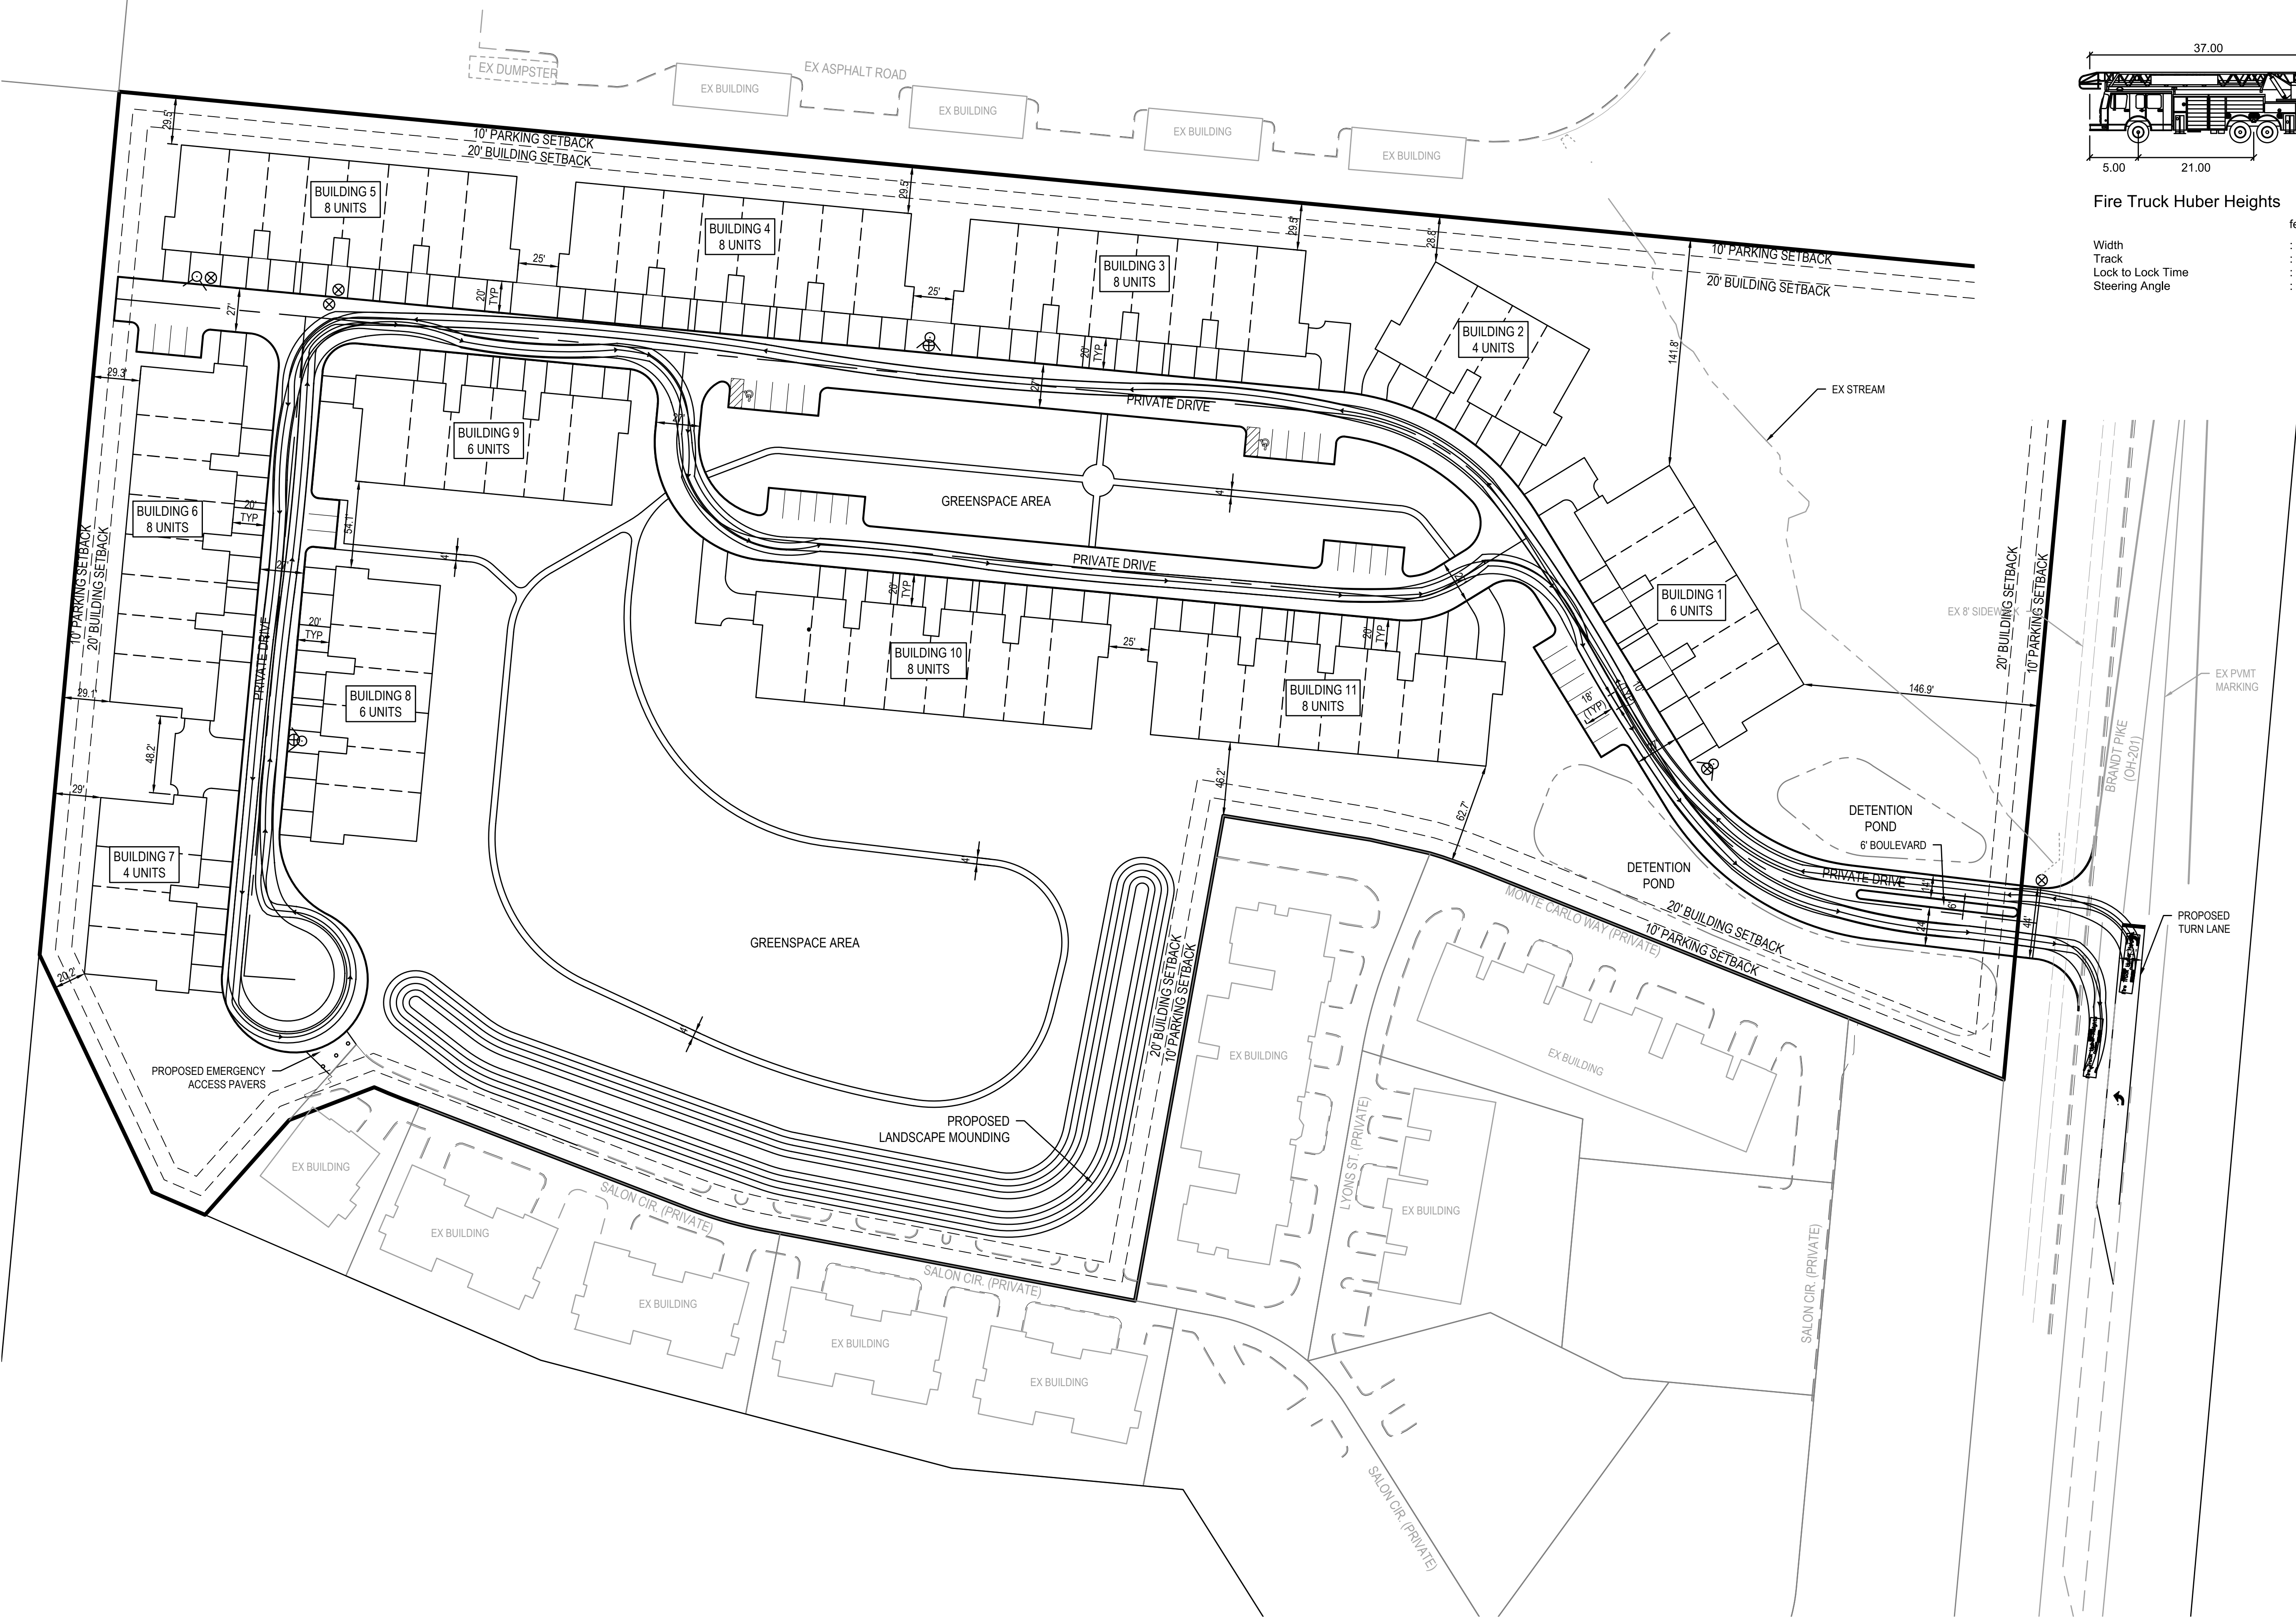 EX DUMPSTER
EX ASPHALT ROAD
EX BUILDING
EX BUILDING
EX BUILDING
EX BUILDING
37.00
5.00
21.00
Fire Truck Huber Heights
Width
Track
Lock to Lock Time
Steering Angle
29.5'
10' PARKING SETBACK
20' BUILDING SETBACK
29.5'
29.5'
28.8'
10' PARKING SETBACK
20' BUILDING SETBACK
BUILDING 5
8 UNITS
BUILDING 4
8 UNITS
BUILDING 3
8 UNITS
BUILDING 2
4 UNITS
25'
25'
20'
TYP
20'
TYP
27'
27'
27'
141.8'
EX STREAM
PRIVATE DRIVE
29.3'
BUILDING 9
6 UNITS
GREENSPACE AREA
4'
BUILDING 6
8 UNITS
20'
TYP
54.1'
4'
27'
10' PARKING SETBACK
20' BUILDING SETBACK
PRIVATE DRIVE
PRIVATE DRIVE
20'
TYP
20'
TYP
20'
TYP
BUILDING 1
6 UNITS
20' BUILDING SETBACK
10' PARKING SETBACK
BUILDING 10
8 UNITS
25'
BUILDING 11
8 UNITS
BUILDING 8
6 UNITS
29.1'
48.2'
18'
(TYP)
146.9'
EX PVMT
MARKING
BRANDT PIKE
(OH-201)
29'
46.2'
62.7'
BUILDING 7
4 UNITS
4'
DETENTION
POND
6' BOULEVARD
DETENTION
POND
PRIVATE DRIVE
14'
6'
24'
44'
PROPOSED
TURN LANE
MONTE CARLO WAY (PRIVATE)
20' BUILDING SETBACK
10' PARKING SETBACK
GREENSPACE AREA
20' BUILDING SETBACK
10' PARKING SETBACK
20.2'
4'
PROPOSED EMERGENCY
ACCESS PAVERS
EX BUILDING
EX BUILDING
PROPOSED
LANDSCAPE MOUNDING
LYONS ST. (PRIVATE)
EX BUILDING
EX BUILDING
SALON CIR. (PRIVATE)
EX BUILDING
SALON CIR. (PRIVATE)
EX BUILDING
EX BUILDING
EX BUILDING
SALON CIR. (PRIVATE)
SALON CIR. (PRIVATE)
EX BUILDING